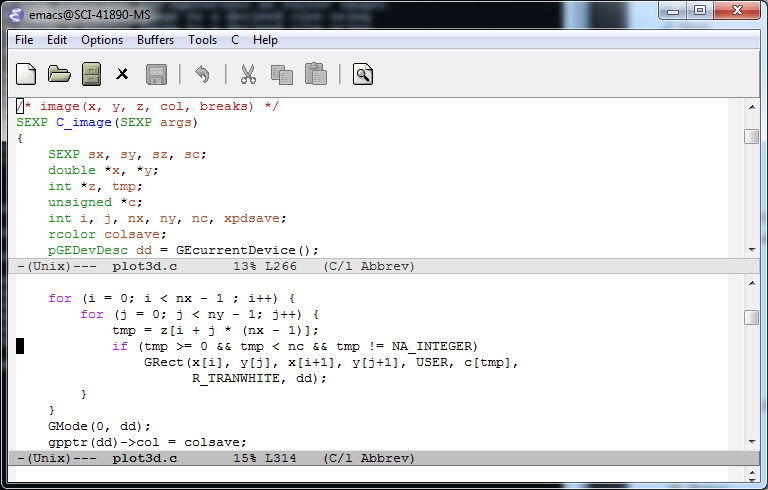 emacs@SCI-41890-MS
File Edit Options Buffers Tools C Help
/* image(x, y, z, col, breaks) */
SEXP C_image(SEXP args)
{
    SEXP sx, sy, sz, sc;
    double *x, *y;
    int *z, tmp;
    unsigned *c;
    int i, j, nx, ny, nc, xpdsave;
    rcolor colsave;
    pGEDevDesc dd = GEcurrentDevice();
-(Unix)---  plot3d.c       13% L266   (C/l Abbrev)
    for (i = 0; i < nx - 1 ; i++) {
        for (j = 0; j < ny - 1; j++) {
            tmp = z[i + j * (nx - 1)];
            if (tmp >= 0 && tmp < nc && tmp != NA_INTEGER)
                GRect(x[i], y[j], x[i+1], y[j+1], USER, c[tmp],
                      R_TRANWHITE, dd);
        }
    }
    GMode(0, dd);
    gpptr(dd)->col = colsave;
-(Unix)---  plot3d.c       15% L314   (C/l Abbrev)